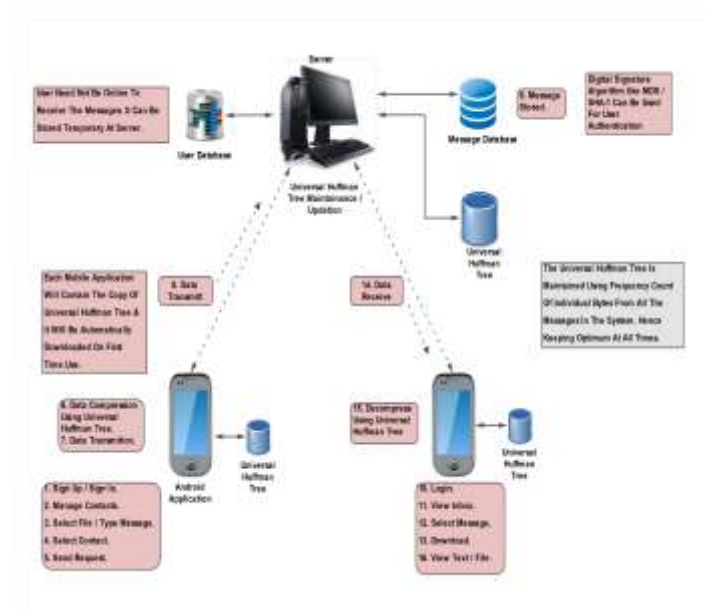 Server
User Need Not Be Online To
Receive The Messages It Can Be
Stored Temporary At Server.
User Database
Message Database
9. Message
Stored.
Digital Signature
Algorithm like MD5 /
SHA-1 Can Be Used
For User
Authentication
Universal Huffman
Tree Maintenance /
Updation
Universal
Huffman
Tree
Each Mobile Application
Will Contain The Copy Of
Universal Huffman Tree &
It Will Be Automatically
Downloaded On First
Time Use.
8. Data
Transmitt.
14. Data
Receive
The Universal Huffman Tree Is
Maintained Using Frequency Count
Of Individual Bytes From All The
Messages In The System. Hence
Keeping Optimum At All Times.
6. Data Compression
Using Universal
Huffman Tree.
7. Data Transmition.
Android
Application
Universal
Huffman
Tree
15. Dycompress
Using Universal
Huffman Tree
Universal
Huffman
Tree
1. Sign Up / Sign In.
2. Manage Contacts.
3. Select File / Type Message.
4. Select Contact.
5. Send Request.
10. Login.
11. View Inbox.
12. Select Message.
13. Download.
16. View Text / File.